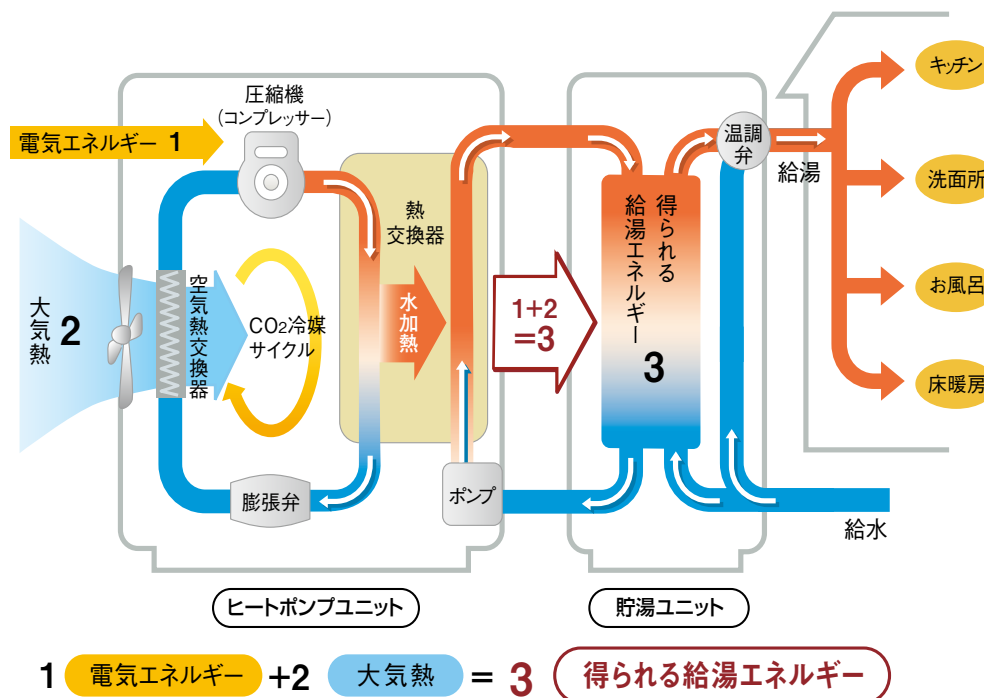 圧縮機
（コンプレッサー）
電気エネルギー 1
大気熱 2
空気熱交換器
CO2冷媒
サイクル
膨張弁
熱
交換器
水加熱
ポンプ
1+2
=3
得られる
給湯エネルギー
3
温調
弁
給湯
給水
キッチン
洗面所
お風呂
床暖房
ヒートポンプユニット
貯湯ユニット
1 電気エネルギー +2 大気熱 = 3 得られる給湯エネルギー